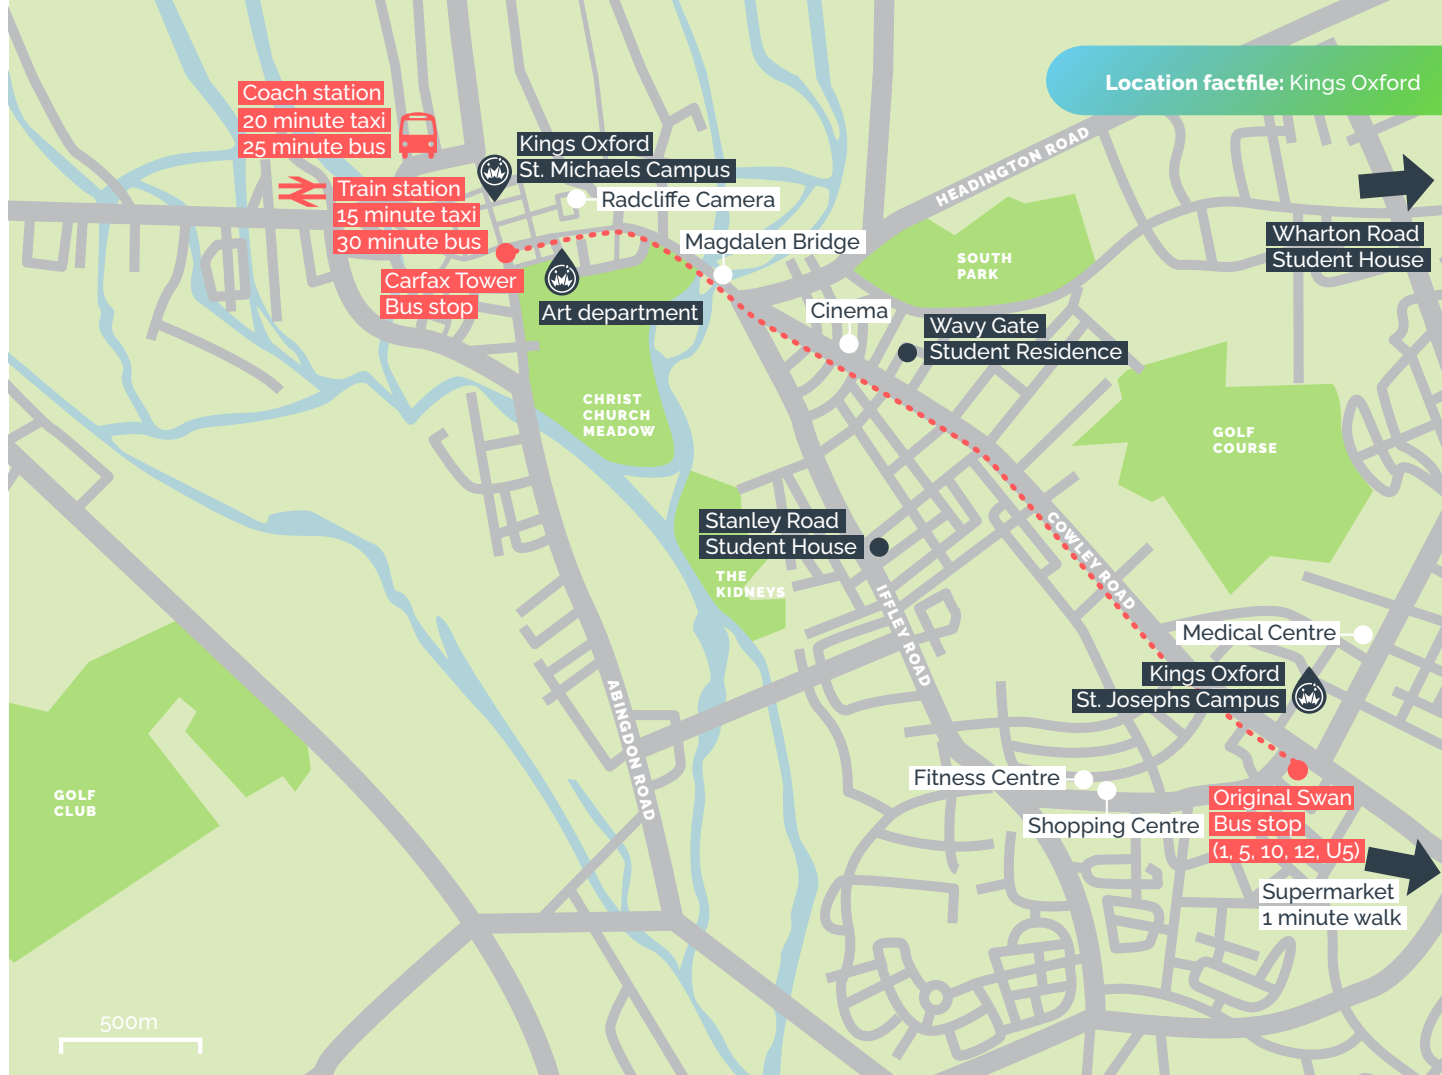 Location factfile: Kings Oxford
Coach station
20 minute taxi
25 minute bus
Kings Oxford
St. Michaels Campus
Train station
15 minute taxi
30 minute bus
Radcliffe Camera
HEADINGTON ROAD
Wharton Road
Student House
Magdalen Bridge
SOUTH
PARK
Carfax Tower
Bus stop
Art department
Cinema
Wavy Gate
Student Residence
CHRIST
CHURCH
MEADOW
GOLF
COURSE
Stanley Road
Student House
THE
KIDNEYS
COWLEY ROAD
IFFLEY ROAD
Medical Centre
Kings Oxford
St. Josephs Campus
ABINGDON ROAD
GOLF
CLUB
Fitness Centre
Shopping Centre
Original Swan
Bus stop
(1, 5, 10, 12, U5)
Supermarket
1 minute walk
500m